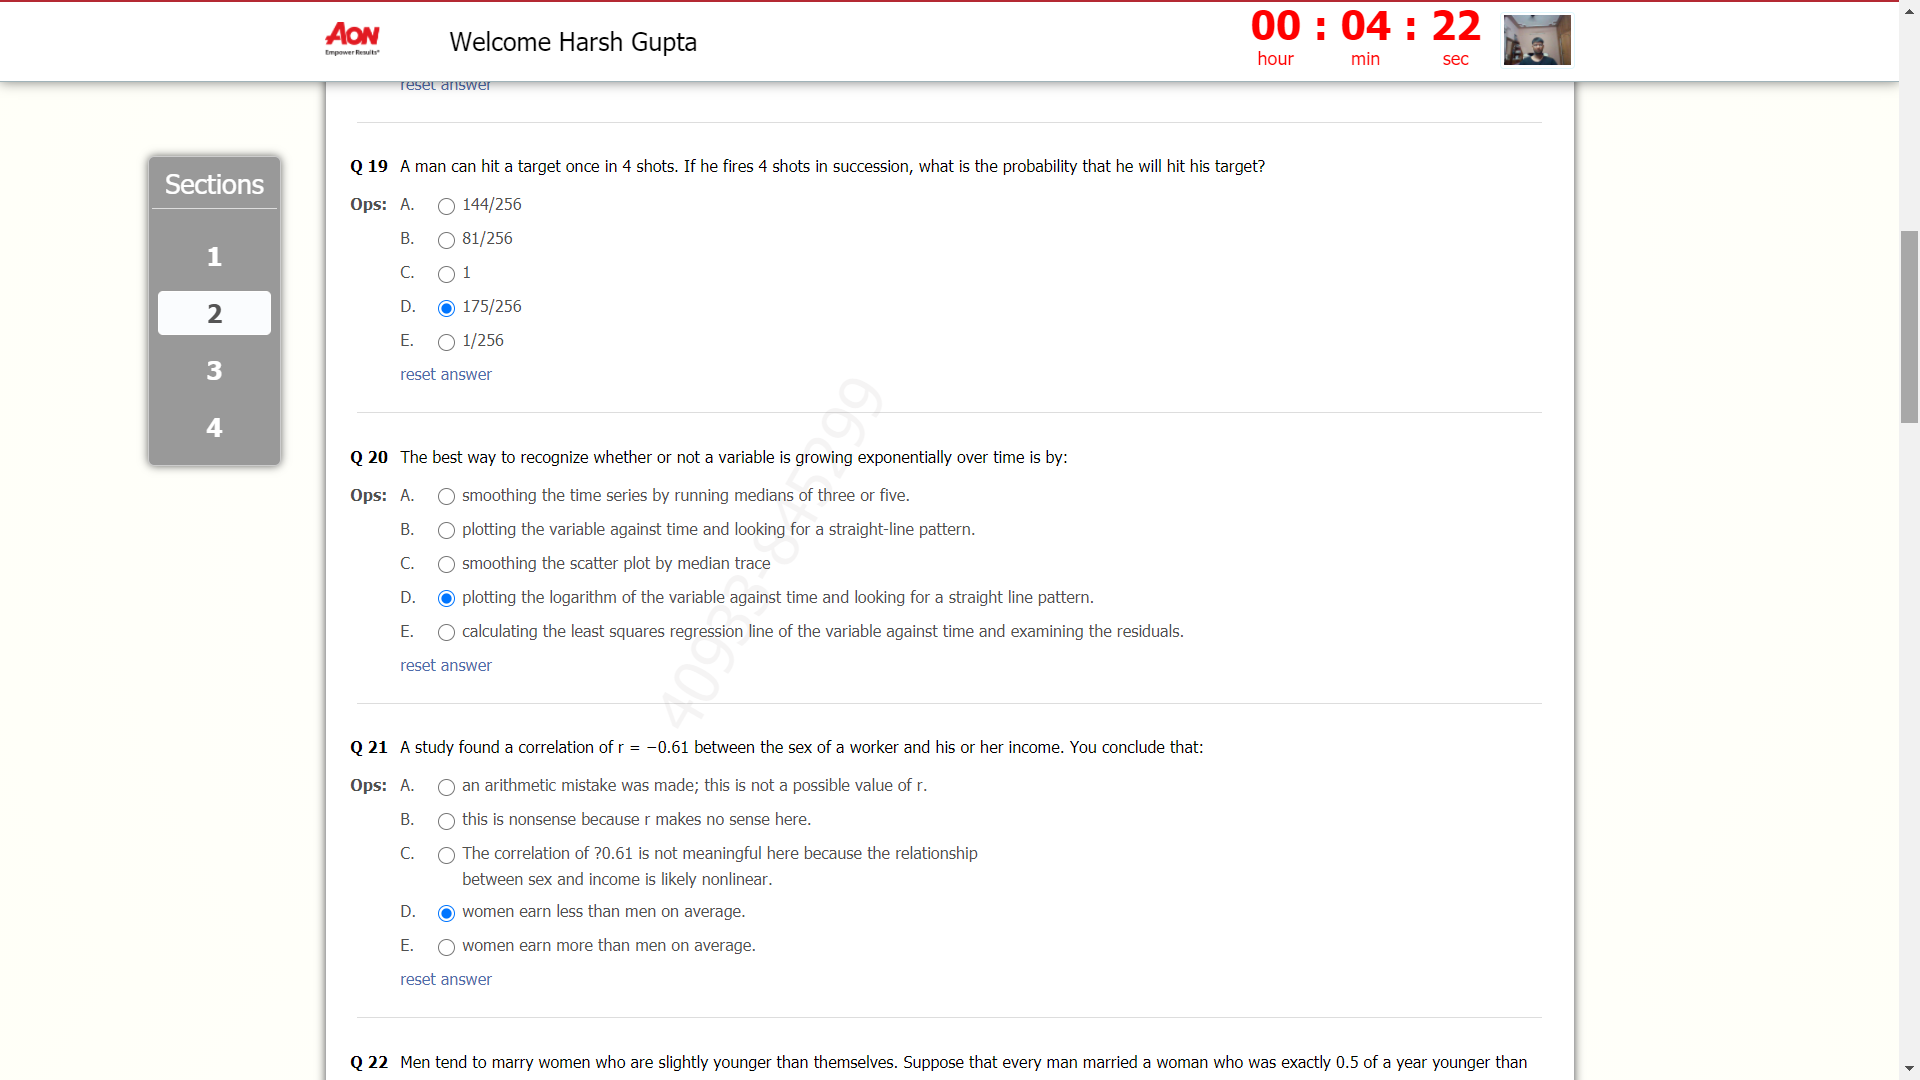 AON
Empower Results®
Welcome Harsh Gupta
00 : 04 : 22
hour min sec
reset answer
Sections
1
2
3
4
Q 19 A man can hit a target once in 4 shots. If he fires 4 shots in succession, what is the probability that he will hit his target?
Ops: A. 144/256
B. 81/256
C. 1
D. 175/256
E. 1/256
reset answer
Q 20 The best way to recognize whether or not a variable is growing exponentially over time is by:
Ops: A. smoothing the time series by running medians of three or five.
B. plotting the variable against time and looking for a straight-line pattern.
C. smoothing the scatter plot by median trace
D. plotting the logarithm of the variable against time and looking for a straight line pattern.
E. calculating the least squares regression line of the variable against time and examining the residuals.
reset answer
40933-845299
Q 21 A study found a correlation of r = −0.61 between the sex of a worker and his or her income. You conclude that:
Ops: A. an arithmetic mistake was made; this is not a possible value of r.
B. this is nonsense because r makes no sense here.
C. The correlation of ?0.61 is not meaningful here because the relationship
between sex and income is likely nonlinear.
D. women earn less than men on average.
E. women earn more than men on average.
reset answer
Q 22 Men tend to marry women who are slightly younger than themselves. Suppose that every man married a woman who was exactly 0.5 of a year younger than